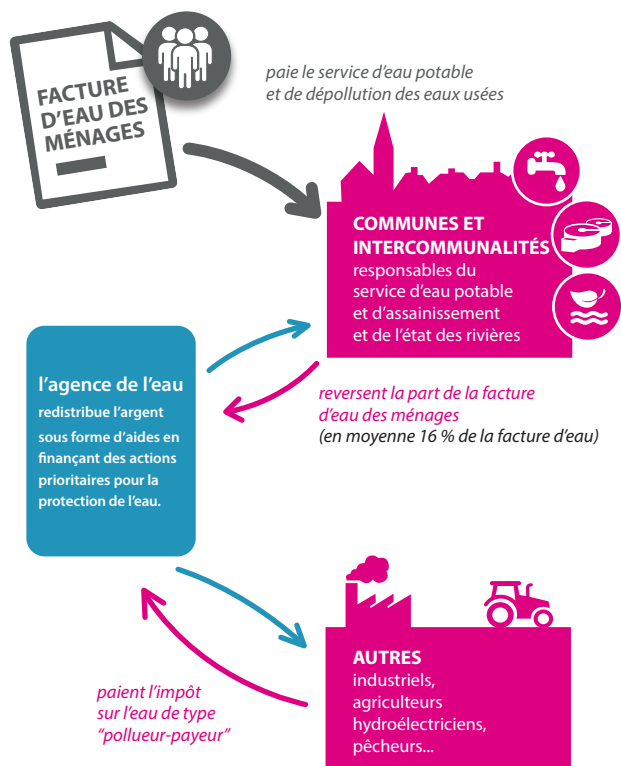 FACTURE
D'EAU DES
MÉNAGES
paie le service d'eau potable
et de dépollution des eaux usées
COMMUNES ET
INTERCOMMUNALITÉS
responsables du
service d'eau potable
et d'assainissement
et de l'état des rivières
l'agence de l'eau
redistribue l'argent
sous forme d'aides en
finançant des actions
prioritaires pour la
protection de l'eau.
reversent la part de la facture
d'eau des ménages
(en moyenne 16 % de la facture d'eau)
AUTRES
industriels,
agriculteurs
hydroélectriciens,
pêcheurs...
paient l'impôt
sur l'eau de type
"pollueur-payeur"